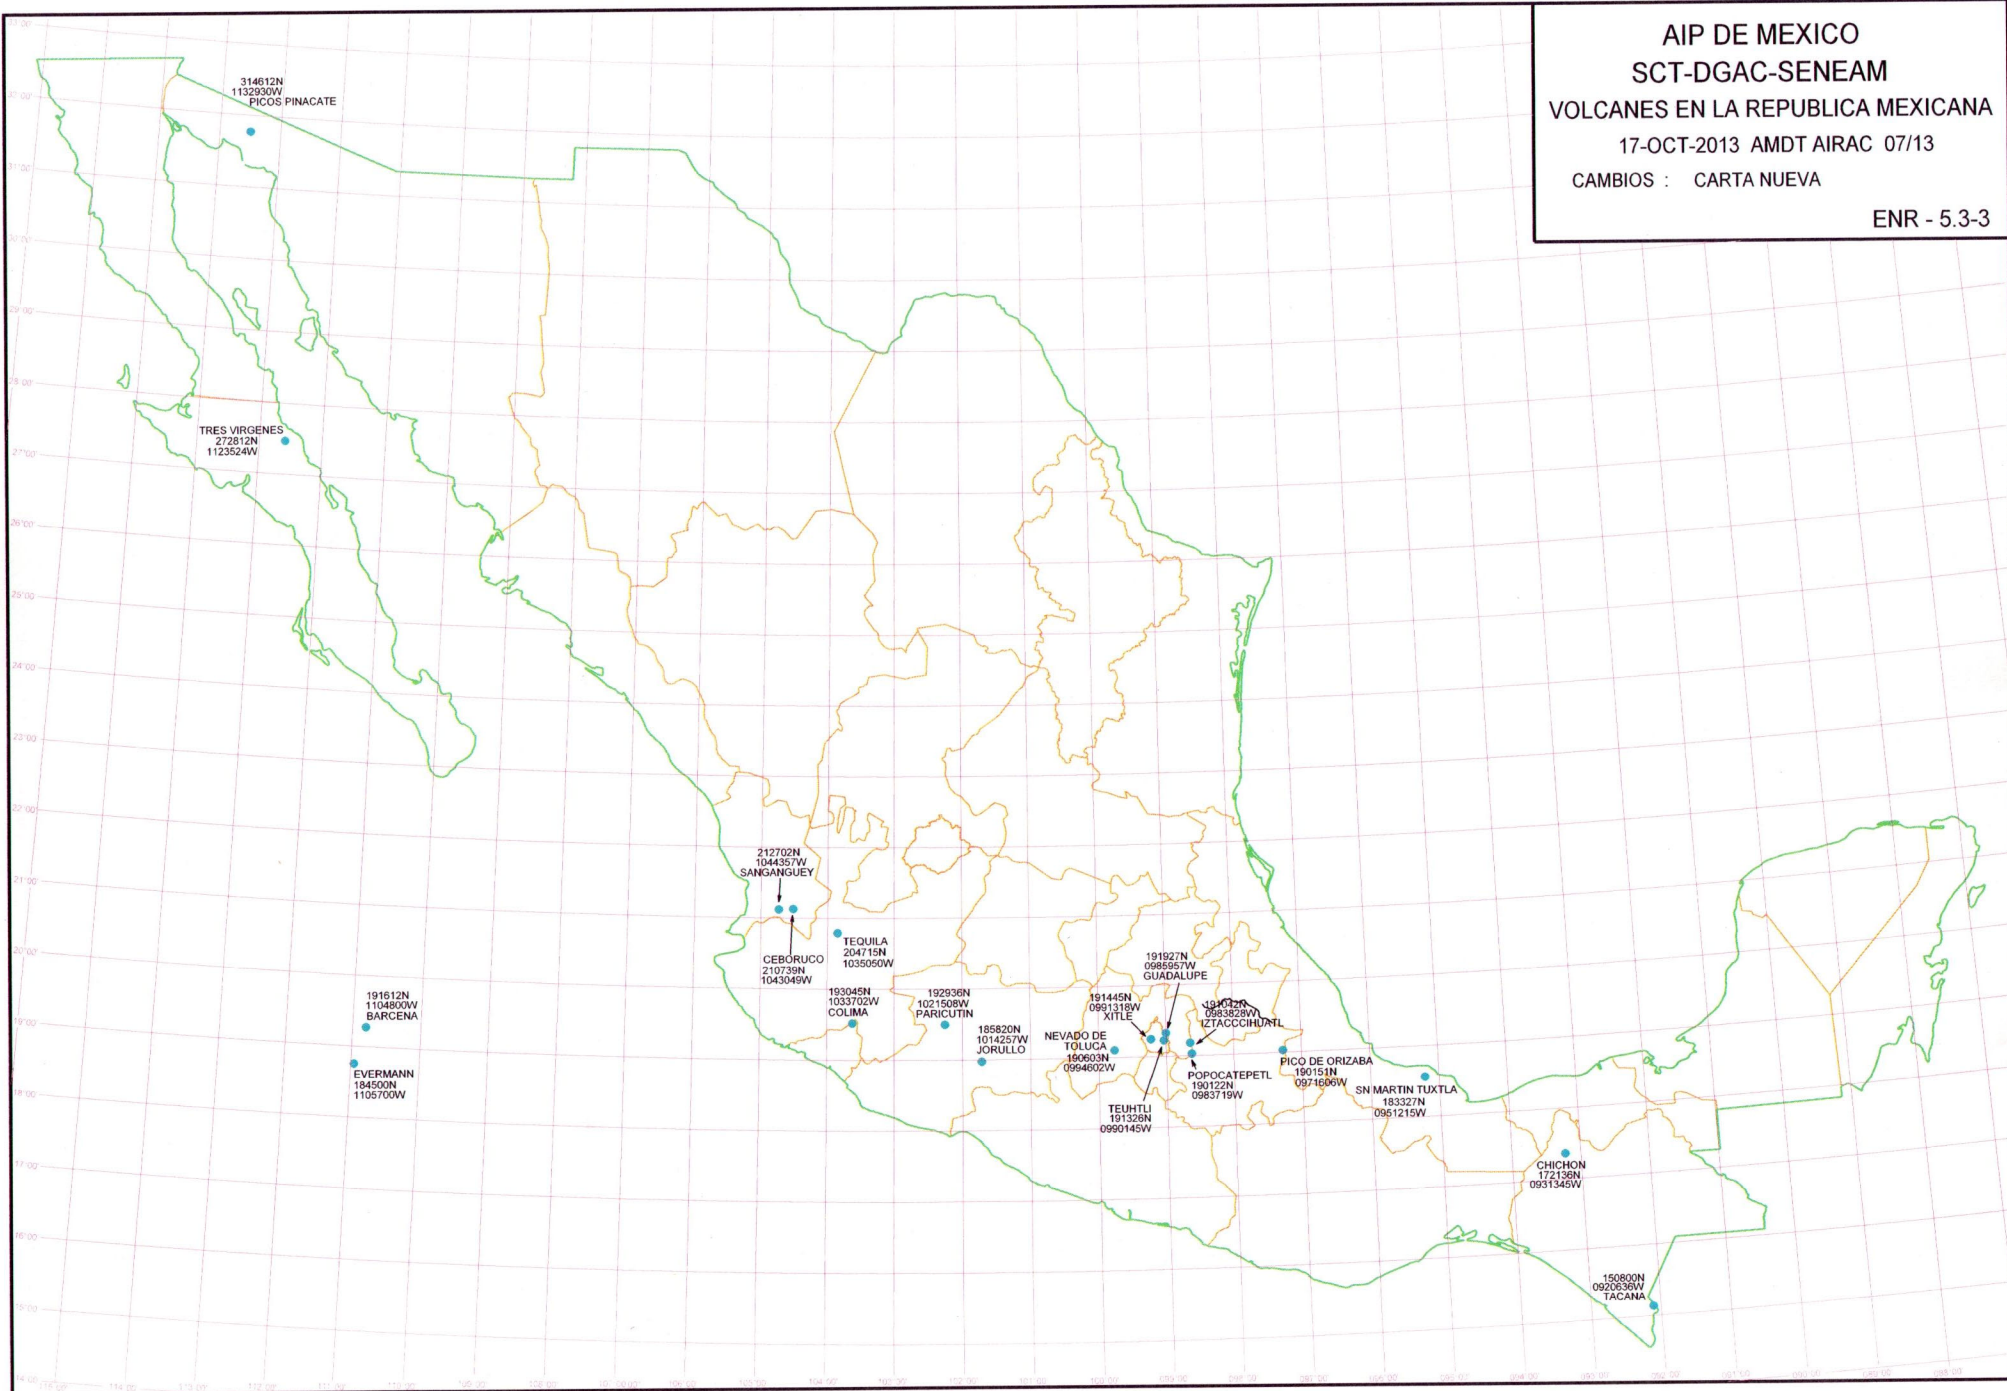 AIP DE MEXICO
SCT-DGAC-SENEAM
VOLCANES EN LA REPUBLICA MEXICANA
17-OCT-2013 AMDT AIRAC 07/13
CAMBIOS : CARTA NUEVA
ENR - 5.3-3
314612N
1132930W
PICOS PINACATE
TRES VIRGENES
272812N
1123524W
212702N
1044357W
SANGANGUEY
CEBORUCO
210739N
1043049W
TEQUILA
204715N
1035050W
193045N
1033702W
COLIMA
192936N
1021508W
PARICUTIN
185820N
1014257W
JORULLO
191612N
1104800W
BARCENA
EVERMANN
184500N
1105700W
NEVADO DE
TOLUCA
190603N
0994602W
191445N
0991318W
XITLE
191927N
0985957W
GUADALUPE
191042N
0983828W
IZTACCCIHUATL
TEUHTLI
191326N
0990145W
POPOCATEPETL
190122N
0983719W
PICO DE ORIZABA
190151N
0971606W
SN MARTIN TUXTLA
183327N
0951215W
CHICHON
172136N
0931345W
150800N
0920636W
TACANA